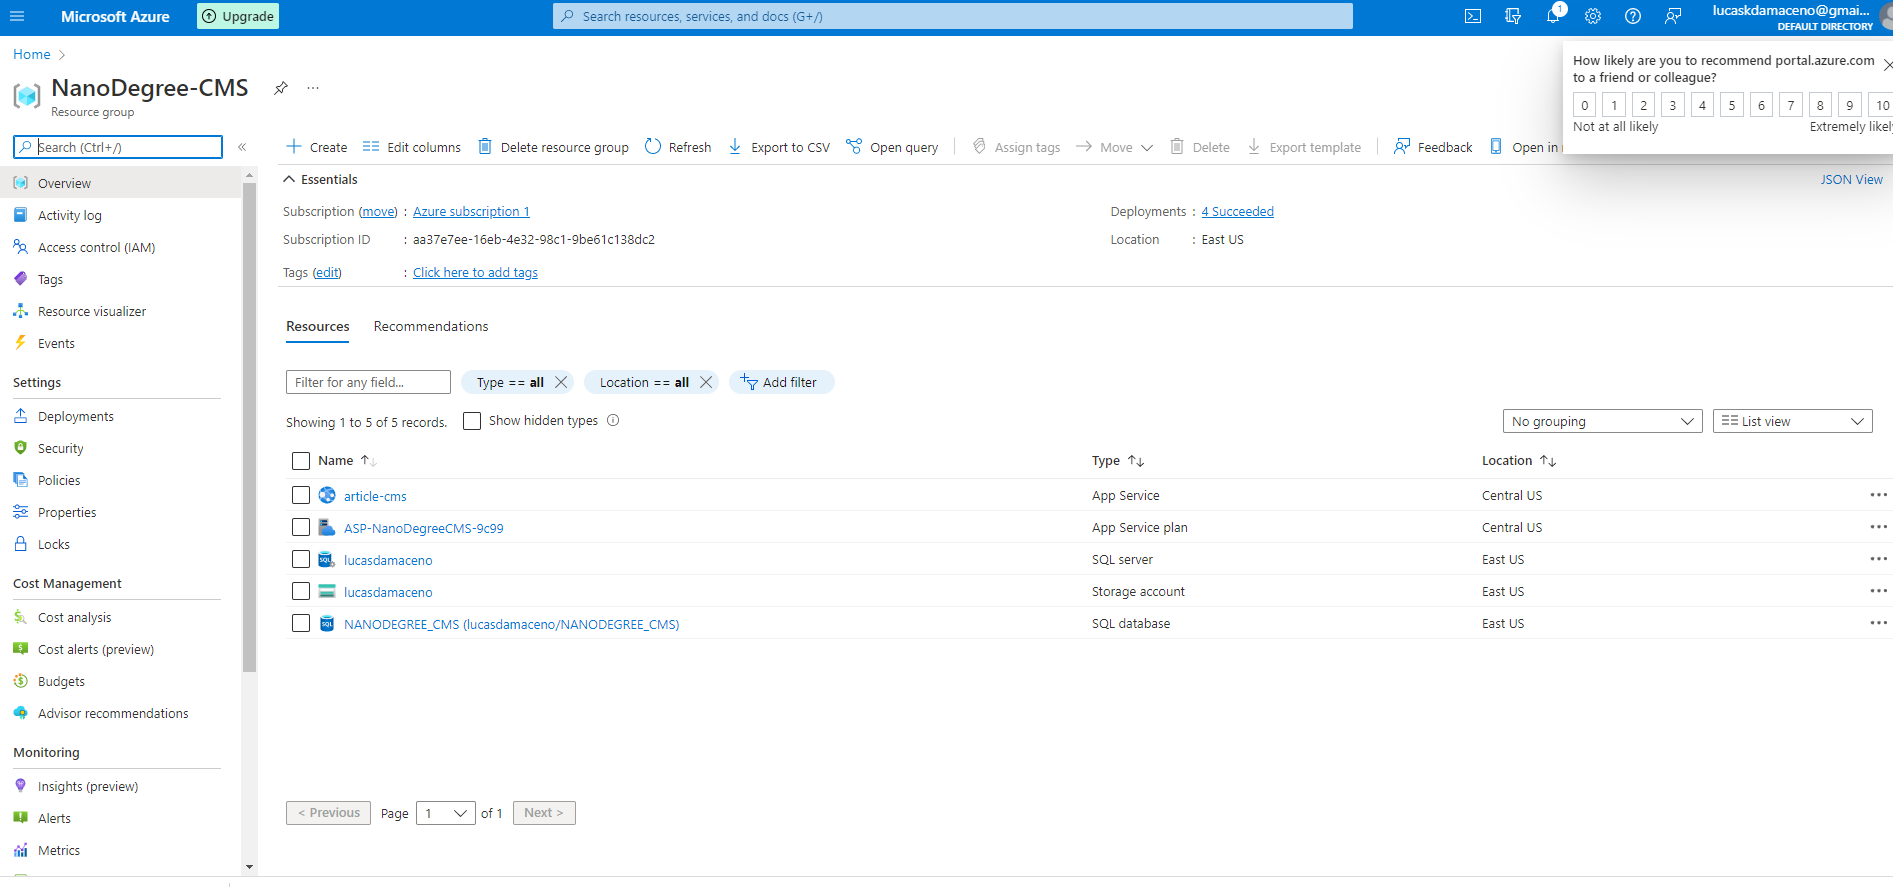 Microsoft Azure
Upgrade
Search resources, services, and docs (G+/)
1
lucaskdamaceno@gmai...
DEFAULT DIRECTORY
Home
How likely are you to recommend portal.azure.com
to a friend or colleague?
0 1 2 3 4 5 6 7 8 9 10
Not at all likely Extremely likely
NanoDegree-CMS
Resource group
Search (Ctrl+/)
Create Edit columns Delete resource group Refresh Export to CSV Open query Assign tags Move Delete Export template Feedback Open in
Overview
Activity log
Access control (IAM)
Tags
Resource visualizer
Events
Settings
Deployments
Security
Policies
Properties
Locks
Cost Management
Cost analysis
Cost alerts (preview)
Budgets
Advisor recommendations
Monitoring
Insights (preview)
Alerts
Metrics
Essentials
JSON View
Subscription (move) : Azure subscription 1
Deployments : 4 Succeeded
Subscription ID : aa37e7ee-16eb-4e32-98c1-9be61c138dc2
Location : East US
Tags (edit) : Click here to add tags
Resources Recommendations
Filter for any field... Type == all Location == all Add filter
Showing 1 to 5 of 5 records. Show hidden types
No grouping List view
Name Type Location
article-cms App Service Central US
ASP-NanoDegreeCMS-9c99 App Service plan Central US
lucasdamaceno SQL server East US
lucasdamaceno Storage account East US
NANODEGREE_CMS (lucasdamaceno/NANODEGREE_CMS) SQL database East US
< Previous Page 1 of 1 Next >